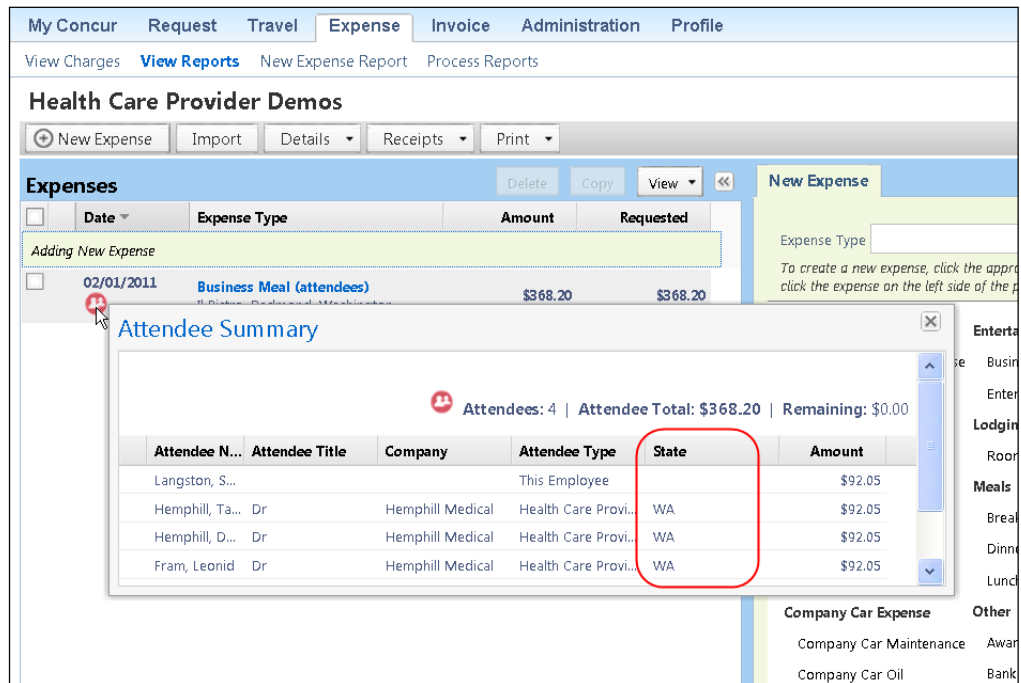 My Concur Request Travel Expense Invoice Administration Profile
View Charges View Reports New Expense Report Process Reports
Health Care Provider Demos
New Expense Import Details Receipts Print
Expenses Delete Copy View
Date Expense Type Amount Requested
Adding New Expense
02/01/2011 Business Meal (attendees) $368.20 $368.20
New Expense
Expense Type
To create a new expense, click the appro
click the expense on the left side of the p
Attendee Summary
Attendees: 4 | Attendee Total: $368.20 | Remaining: $0.00
Attendee N... Attendee Title Company Attendee Type State Amount
Langston, S... This Employee $92.05
Hemphill, Ta... Dr Hemphill Medical Health Care Provi... WA $92.05
Hemphill, D... Dr Hemphill Medical Health Care Provi... WA $92.05
Fram, Leonid Dr Hemphill Medical Health Care Provi... WA $92.05
Enterta
se Busin
Enter
Lodgin
Roor
Meals
Breal
Dinne
Lunch
Company Car Expense Other
Company Car Maintenance Awar
Company Car Oil Bank